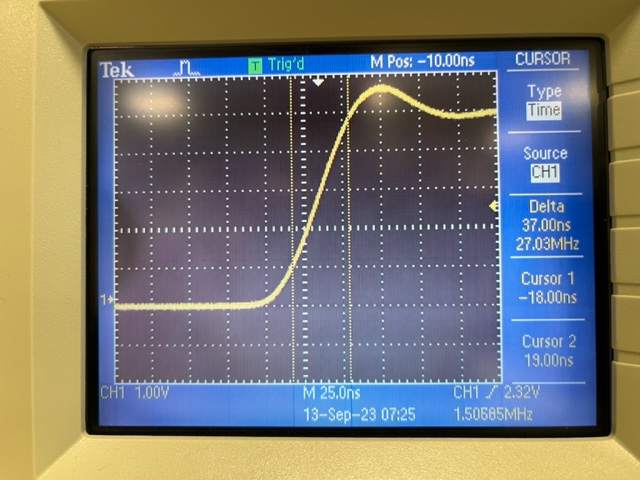 Tek T Trig'd M Pos: -10.00ns CURSOR
Type
Time
Source
CH1
Delta
37.00ns
27.03MHz
Cursor 1
-18.00ns
Cursor 2
19.00ns
1
CH1 1.00V M 25.0ns CH1 2.32V
13-Sep-23 07:25 1.50685MHz